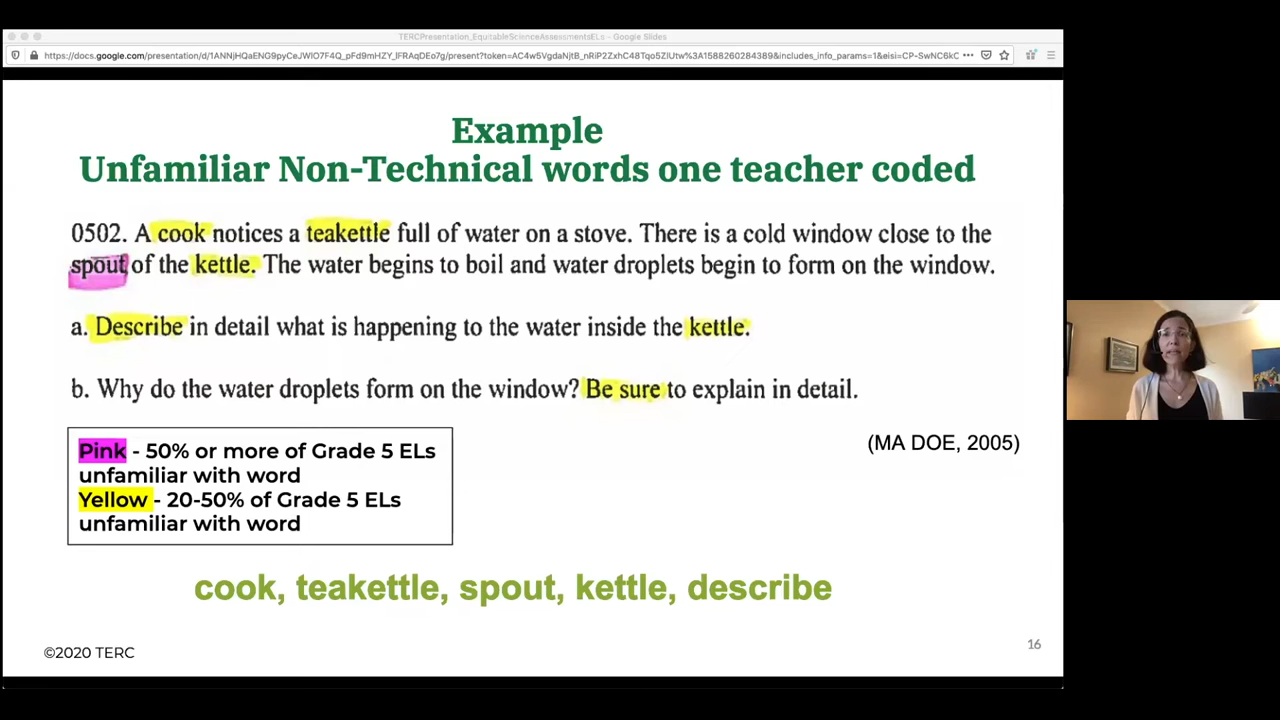 TERCPresentation_EquitableScienceAssessmentsELs - Google Slides
Example
Unfamiliar Non-Technical words one teacher coded
0502. A cook notices a teakettle full of water on a stove. There is a cold window close to the
spout of the kettle. The water begins to boil and water droplets begin to form on the window.
a. Describe in detail what is happening to the water inside the kettle.
b. Why do the water droplets form on the window? Be sure to explain in detail.
(MA DOE, 2005)
Pink - 50% or more of Grade 5 ELs
unfamiliar with word
Yellow - 20-50% of Grade 5 ELs
unfamiliar with word
cook, teakettle, spout, kettle, describe
©2020 TERC
16